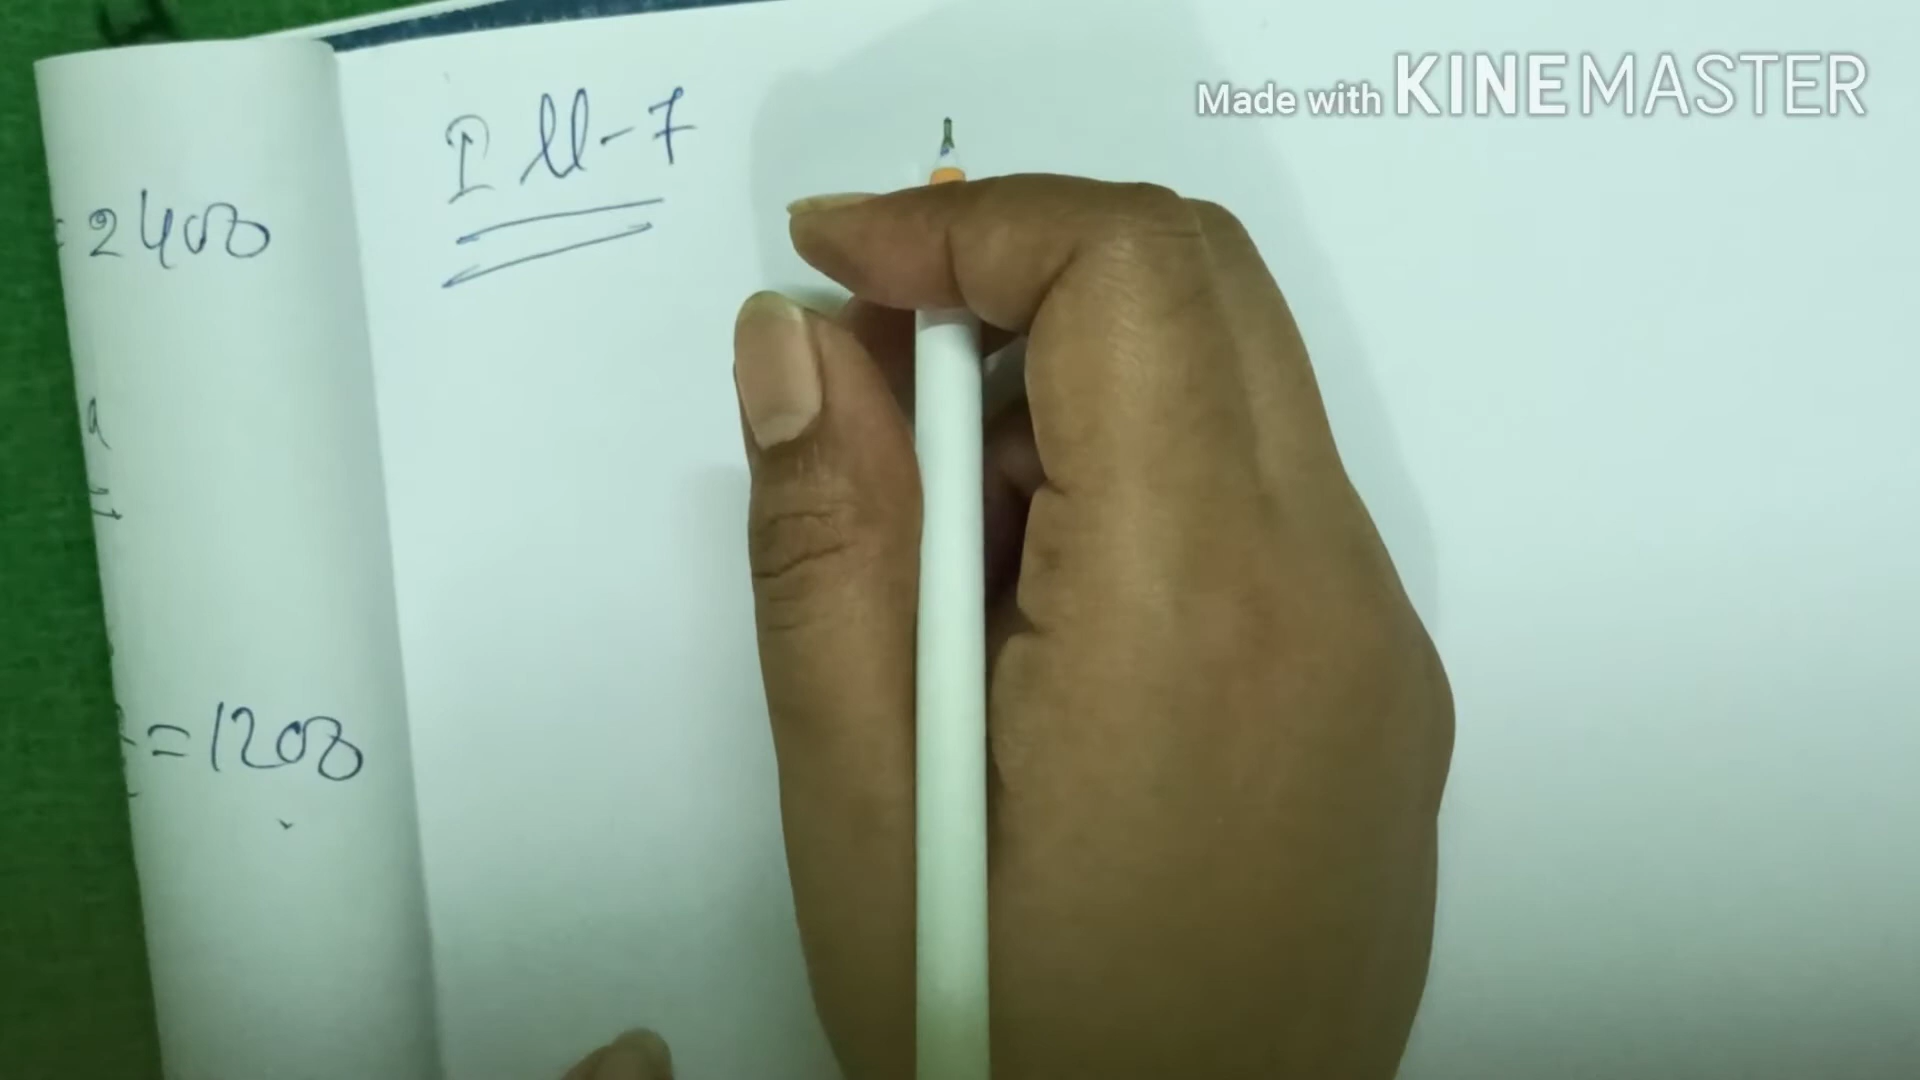 Made with KINEMASTER
Ill-7
= 2400
a
= 1200